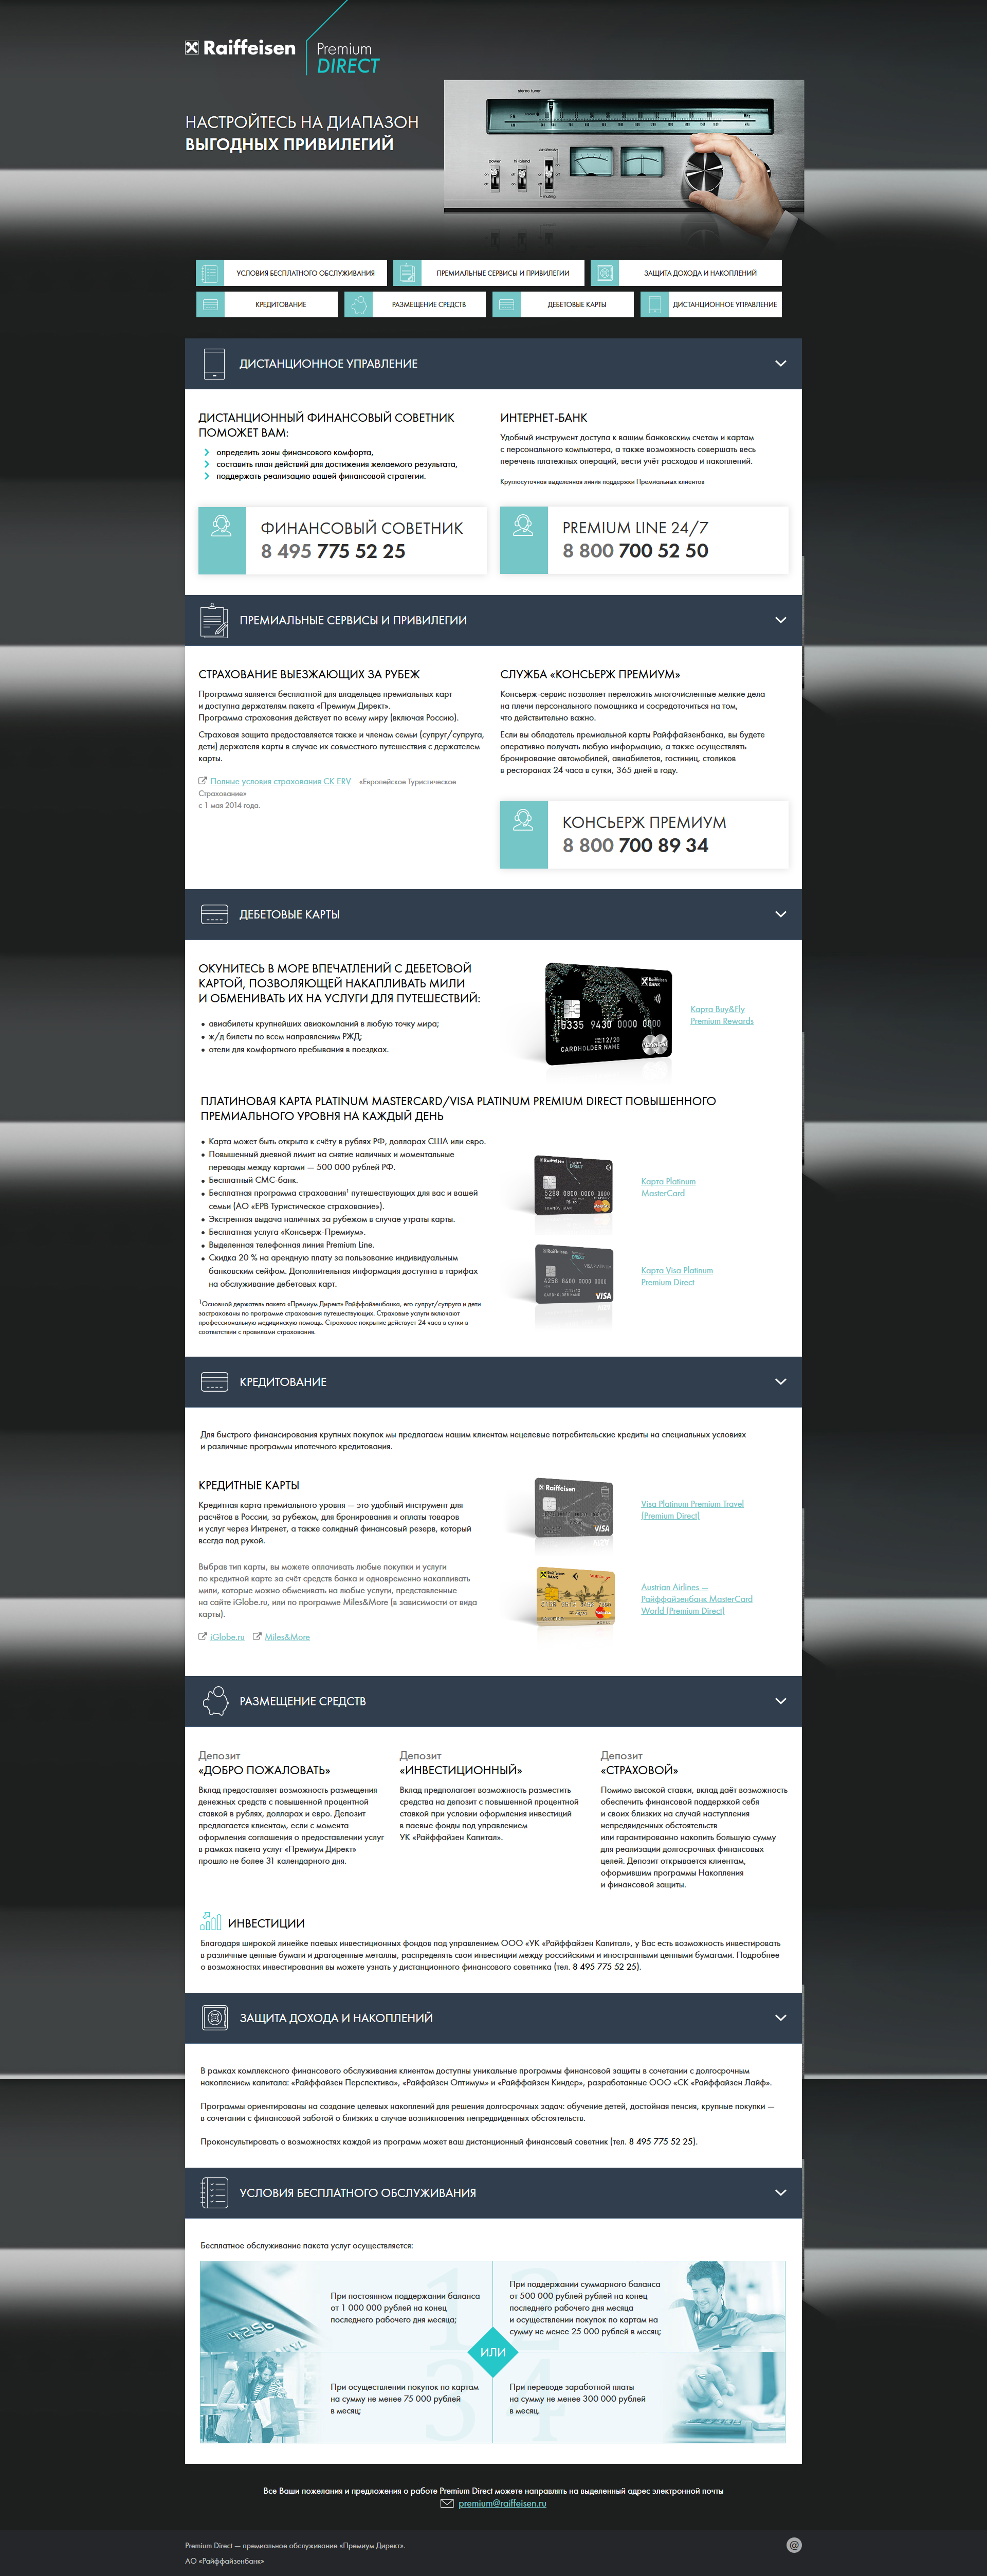 Raiffeisen
Premium
DIRECT
НАСТРОЙТЕСЬ НА ДИАПАЗОН
ВЫГОДНЫХ ПРИВИЛЕГИЙ
stereo tuner
power
УСЛОВИЯ БЕСПЛАТНОГО ОБСЛУЖИВАНИЯ
ПРЕМИАЛЬНЫЕ СЕРВИСЫ И ПРИВИЛЕГИИ
ЗАЩИТА ДОХОДА И НАКОПЛЕНИЙ
КРЕДИТОВАНИЕ
РАЗМЕЩЕНИЕ СРЕДСТВ
ДЕБЕТОВЫЕ КАРТЫ
ДИСТАНЦИОННОЕ УПРАВЛЕНИЕ
ДИСТАНЦИОННОЕ УПРАВЛЕНИЕ
ДИСТАНЦИОННЫЙ ФИНАНСОВЫЙ СОВЕТНИК
ПОМОЖЕТ ВАМ:
определить зоны финансового комфорта,
составить план действий для достижения желаемого результата,
поддержать реализацию вашей финансовой стратегии.
ФИНАНСОВЫЙ СОВЕТНИК
8 495 775 52 25
ИНТЕРНЕТ-БАНК
Удобный инструмент доступа к вашим банковским счетам и картам
с персонального компьютера, а также возможность совершать весь
перечень платежных операций, вести учёт расходов и наколений.
Круглосуточная выделенная линия поддержки Премиальных клиентов
PREMIUM LINE 24/7
8 800 700 52 50
ПРЕМИАЛЬНЫЕ СЕРВИСЫ И ПРИВИЛЕГИИ
СТРАХОВАНИЕ ВЫЕЗЖАЮЩИХ ЗА РУБЕЖ
Программа является бесплатной для владельцев премиальных карт
и доступна держателям пакета «Премиум Директ».
Программа страхования действует по всему миру (включая Россию).
Страховая защита предоставляется также и членам семьи (супруг/супруга,
дети) держателя карты в случае их совместного путешествия с держателем
карты.
Полные условия страхования СК ERV «Европейское Туристическое
Страхование»
с 1 мая 2014 года.
СЛУЖБА «КОНСЬЕРЖ ПРЕМИУМ»
Консьерж-сервис позволяет переложить многочисленные мелкие дела
на плечи персонального помощника и сосредоточиться на том,
что действительно важно.
Если вы обладатель премиальной карты Райффайзенбанка, вы будете
оперативно получать любую информацию, а также осуществлять
бронирование автомобилей, авиабилетов, гостиниц, столиков
в ресторанах 24 часа в сутки, 365 дней в году.
КОНСЬЕРЖ ПРЕМИУМ
8 800 700 89 34
ДЕБЕТОВЫЕ КАРТЫ
ОКУНИТЕСЬ В МОРЕ ВПЕЧАТЛЕНИЙ С ДЕБЕТОВОЙ
КАРТОЙ, ПОЗВОЛЯЮЩЕЙ НАКАПЛИВАТЬ МИЛИ
И ОБМЕНИВАТЬ ИХ НА УСЛУГИ ДЛЯ ПУТЕШЕСТВИЙ:
авиабилеты крупнейших авиакомпаний в любую точку мира;
ж/д билеты по всем направлениям РЖД;
отели для комфортного пребывания в поездках.
Raiffeisen
BANK
5335 9430 0000 0000
12/20
CARDHOLDER NAME
Карта Buy&Fly
Premium Rewards
ПЛАТИНОВАЯ КАРТА PLATINUM MASTERCARD/VISA PLATINUM PREMIUM DIRECT ПОВЫШЕННОГО
ПРЕМИАЛЬНОГО УРОВНЯ НА КАЖДЫЙ ДЕНЬ
Карта может быть открыта к счёту в рублях РФ, долларах США или евро.
Повышенный дневной лимит на снятие наличных и моментальные
переводы между картами — 500 000 рублей РФ.
Бесплатный СМС-банк.
Бесплатная программа страхования¹ путешествующих для вас и вашей
семьи (АО «ЕРВ Туристическое страхование»).
Экстренная выдача наличных за рубежом в случае утраты карты.
Бесплатная услуга «Консьерж-Премиум».
Выделенная телефонная линия Premium Line.
Скидка 20 % на арендную плату за пользование индивидуальным
банковским сейфом. Дополнительная информация доступна в тарифах
на обслуживание дебетовых карт.
¹Основной держатель пакета «Премиум Директ» Райффайзенбанка, его супруг/супруга и дети
застрахованы по программе страхования путешествующих. Страховые услуги включают
профессиональную медицинскую помощь. Страховое покрытие действует 24 часа в сутки в
соответствии с правилами страхования.
Raiffeisen
DIRECT
5288 0800 0000 0000
Карта Platinum
MasterCard
DIRECT
4258 8400 0000 8000
VISA
Карта Visa Platinum
Premium Direct
КРЕДИТОВАНИЕ
Для быстрого финансирования крупных покупок мы предлагаем нашим клиентам нецелевые потребительские кредиты на специальных условиях
и различные программы ипотечного кредитования.
КРЕДИТНЫЕ КАРТЫ
Кредитная карта премиального уровня — это удобный инструмент для
расчётов в России, за рубежом, для бронирования и оплаты товаров
и услуг через Интренет, а также солидный финансовый резерв, который
всегда под рукой.
Выбрав тип карты, вы можете оплачивать любые покупки и услуги
по кредитной карте за счёт средств банка и одновременно накапливать
мили, которые можно обменивать на любые услуги, представленные
на сайте iGlobe.ru, или по программе Miles&More (в зависимости от вида
карты).
iGlobe.ru Miles&More
Raiffeisen
VISA
Visa Platinum Premium Travel
(Premium Direct)
Austrian Airlines —
Райффайзенбанк MasterCard
World (Premium Direct)
РАЗМЕЩЕНИЕ СРЕДСТВ
Депозит
«ДОБРО ПОЖАЛОВАТЬ»
Вклад предоставляет возможность размещения
денежных средств с повышенной процентной
ставкой в рублях, долларах и евро. Депозит
предлагается клиентам, если с момента
оформления соглашения о предоставлении услуг
в рамках пакета услуг «Премиум Директ»
прошло не более 31 календарного дня.
Депозит
«ИНВЕСТИЦИОННЫЙ»
Вклад предполагает возможность разместить
средства на депозит с повышенной процентной
ставкой при условии оформления инвестиций
в паевые фонды под управлением
УК «Райффайзен Капитал».
Депозит
«СТРАХОВОЙ»
Помимо высокой ставки, вклад даёт возможность
обеспечить финансовой поддержкой себя
и своих близких на случай наступления
непредвиденных обстоятельств
или гарантированно накопить большую сумму
для реализации долгосрочных финансовых
целей. Депозит открывается клиентам,
оформившим программы Накопления
и финансовой защиты.
ИНВЕСТИЦИИ
Благодаря широкой линейке паевых инвестиционных фондов под управлением ООО «УК «Райффайзен Капитал», у Вас есть возможность инвестировать
в различные ценные бумаги и драгоценные металлы, распределять свои инвестиции между российскими и иностранными ценными бумагами. Подробнее
о возможностях инвестирования вы можете узнать у дистанционного финансового советника (тел. 8 495 775 52 25).
ЗАЩИТА ДОХОДА И НАКОПЛЕНИЙ
В рамках комплексного финансового обслуживания клиентам доступны уникальные программы финансовой защиты в сочетании с долгосрочным
накоплением капитала: «Райффайзен Перспектива», «Райфайзен Оптимум» и «Райффайзен Киндер», разработанные ООО «СК «Райффайзен Лайф».
Программы ориентированы на создание целевых накоплений для решения долгосрочных задач: обучение детей, достойная пенсия, крупные покупки —
в сочетании с финансовой заботой о близких в случае возникновения непредвиденных обстоятельств.
Проконсультировать о возможностях каждой из программ может ваш дистанционный финансовый советник (тел. 8 495 775 52 25).
УСЛОВИЯ БЕСПЛАТНОГО ОБСЛУЖИВАНИЯ
Бесплатное обслуживание пакета услуг осуществляется:
При постоянном поддержании баланса
от 1 000 000 рублей на конец
последнего рабочего дня месяца;
При поддержании суммарного баланса
от 500 000 рублей рублей на конец
последнего рабочего дня месяца
и осуществлении покупок по картам на
сумму не менее 25 000 рублей в месяц;
ИЛИ
При осуществлении покупок по картам
на сумму не менее 75 000 рублей
в месяц;
При переводе заработной платы
на сумму не менее 300 000 рублей
в месяц.
Все Ваши пожелания и предложения о работе Premium Direct можете направлять на выделенный адрес электронной почты
premium@raiffeisen.ru
Premium Direct — премиальное обслуживание «Премиум Директ».
АО «Райффайзенбанк»